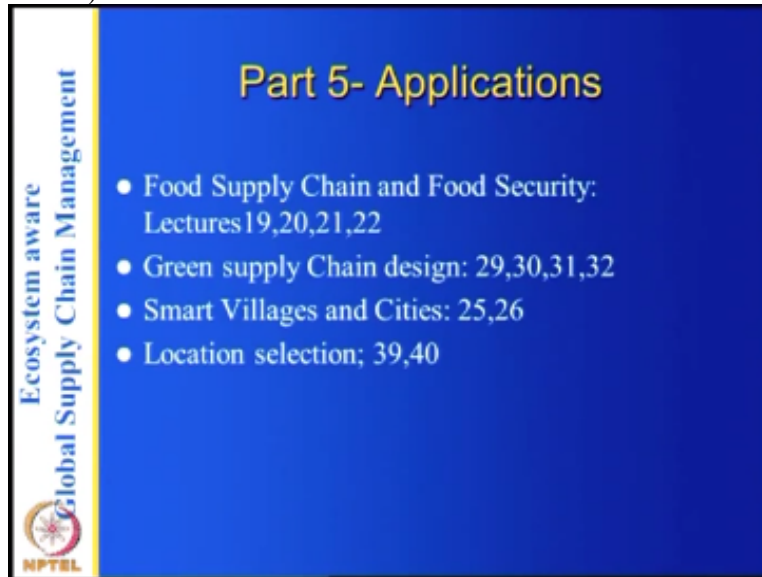 Part 5- Applications
Ecosystem aware
Global Supply Chain Management
● Food Supply Chain and Food Security:
Lectures19,20,21,22
● Green supply Chain design: 29,30,31,32
● Smart Villages and Cities: 25,26
● Location selection; 39,40
NPTEL